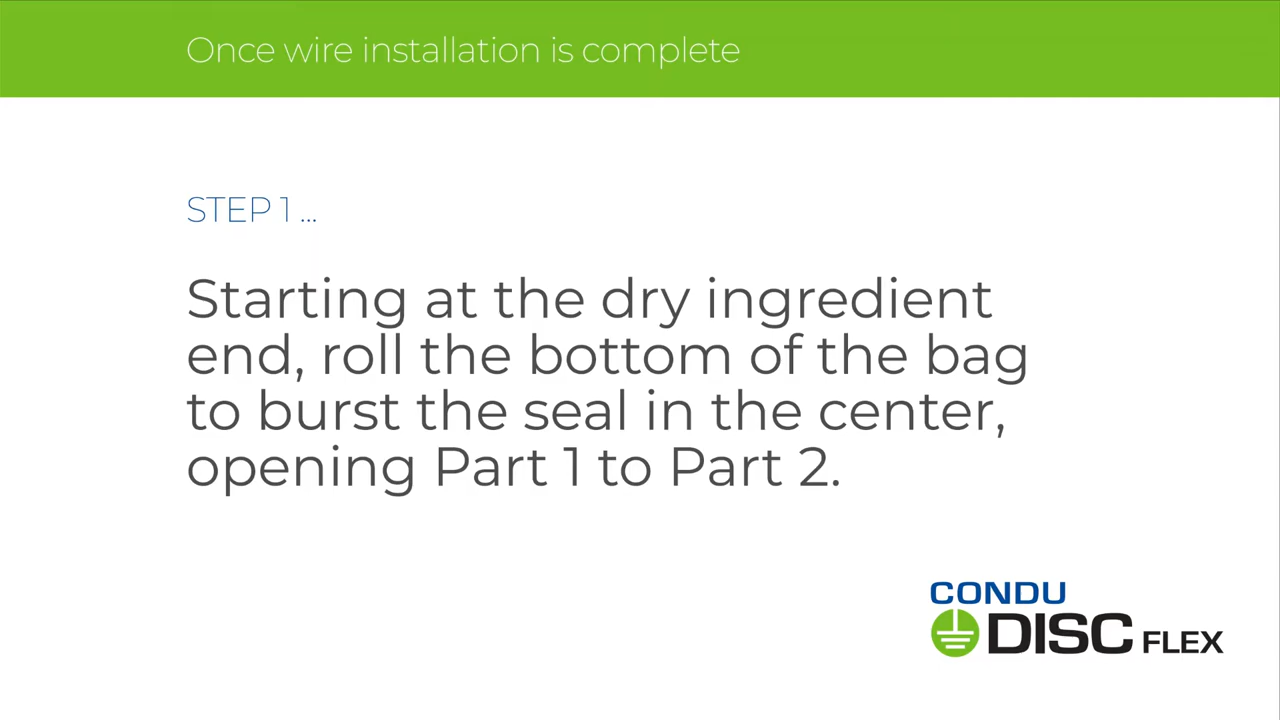 Once wire installation is complete
STEP 1 ...
Starting at the dry ingredient
end, roll the bottom of the bag
to burst the seal in the center,
opening Part 1 to Part 2.
CONDU
DISC FLEX